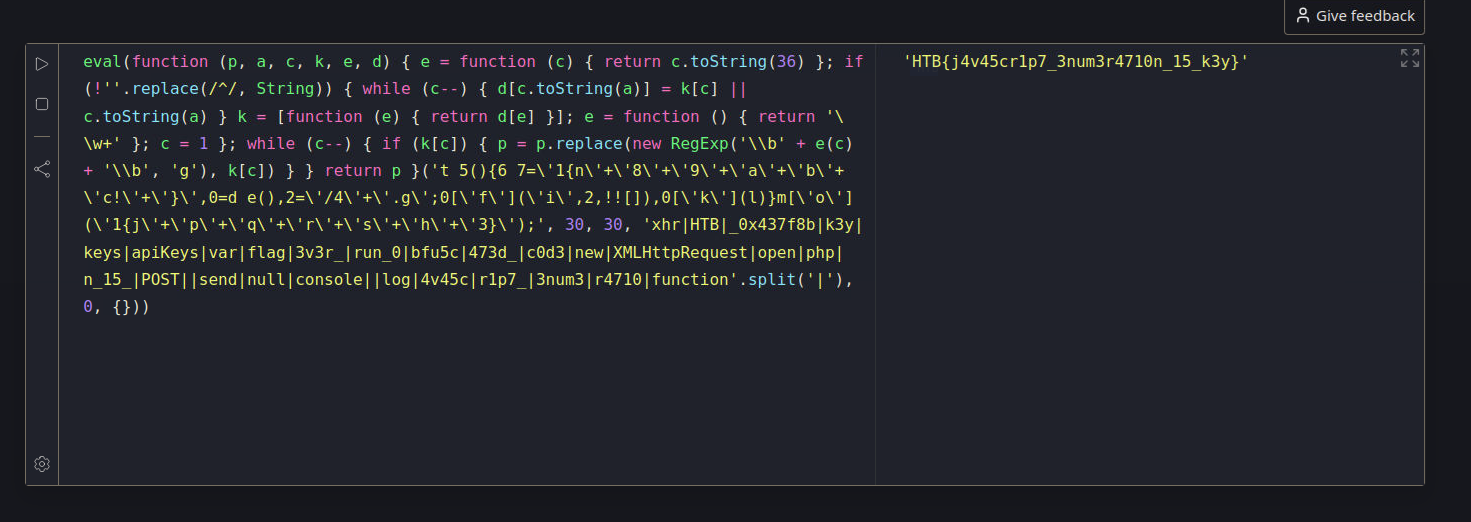 Give feedback
eval(function (p, a, c, k, e, d) { e = function (c) { return c.toString(36) }; if
(!''.replace(/^/, String)) { while (c--) { d[c.toString(a)] = k[c] ||
c.toString(a) } k = [function (e) { return d[e] }]; e = function () { return '\
\w+' }; c = 1 }; while (c--) { if (k[c]) { p = p.replace(new RegExp('\\b' + e(c)
+ '\\b', 'g'), k[c]) } } return p }('t 5(){6 7=\'1{n\'+\'8\'+\'9\'+\'a\'+\'b\'+
\'c!\'+\'}\',0=d e(),2=\'/4\'+\'.g\';0[\'f\'](\'i\',2,!![]),0[\'k\'](l)}m[\'o\']
(\'1{j\'+\'p\'+\'q\'+\'r\'+\'s\'+\'h\'+\'3}\');', 30, 30, 'xhr|HTB|_0x437f8b|k3y|
keys|apiKeys|var|flag|3v3r_|run_0|bfu5c|473d_|c0d3|new|XMLHttpRequest|open|php|
n_15_|POST||send|null|console||log|4v45c|r1p7_|3num3|r4710|function'.split('|'),
0, {}))
'HTB{j4v45cr1p7_3num3r4710n_15_k3y}'